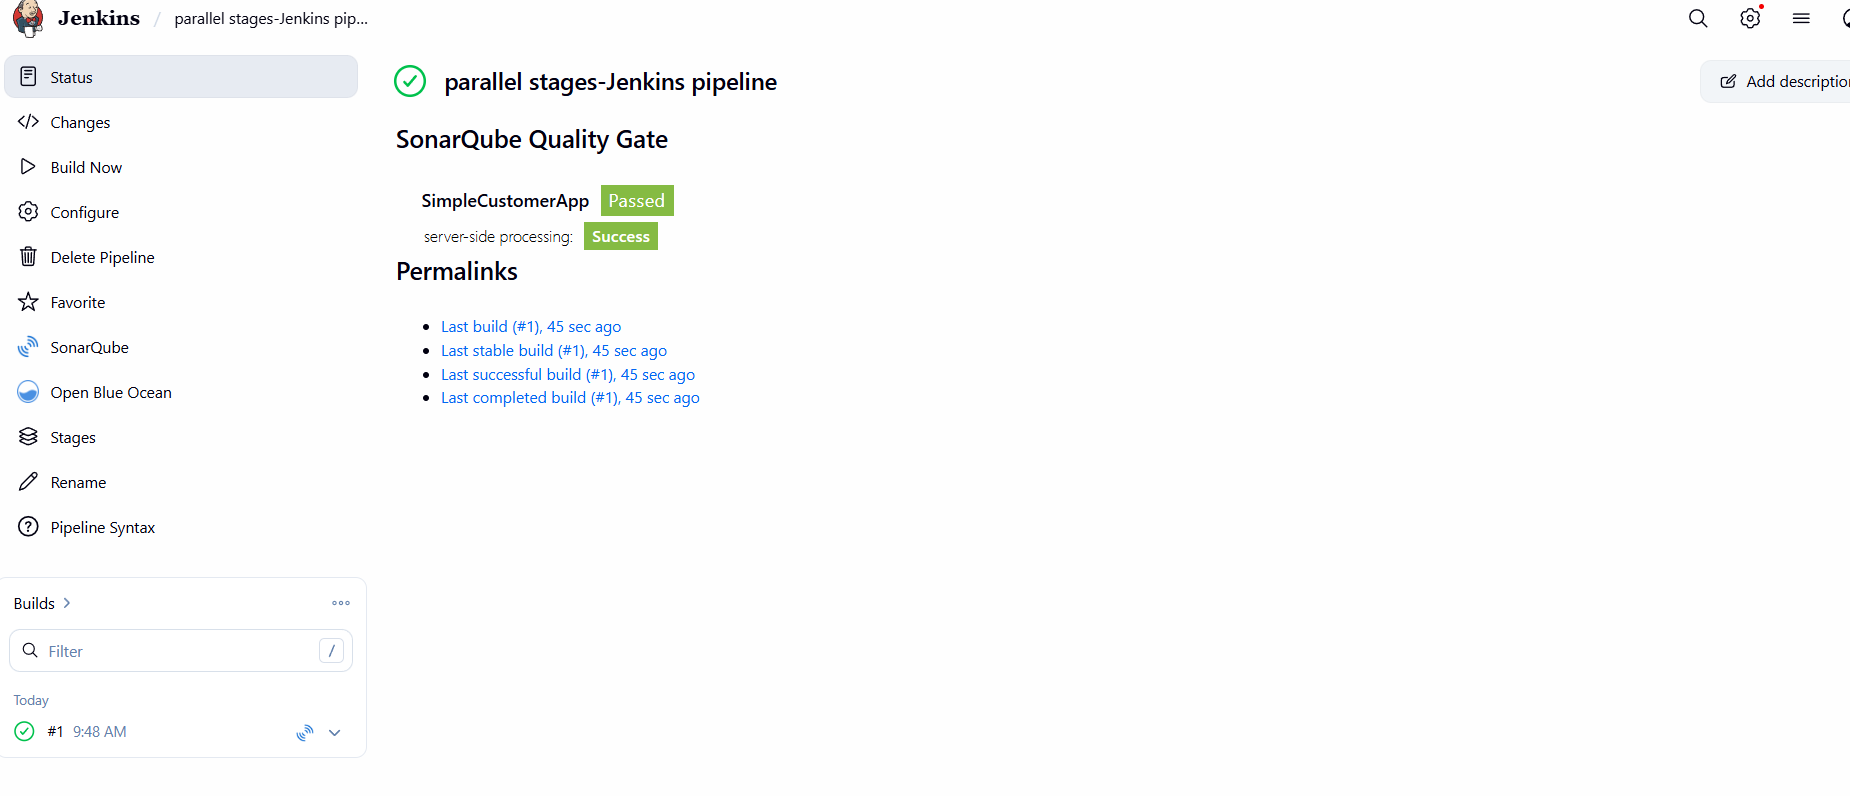 Jenkins / parallel stages-Jenkins pip...
Status
Changes
Build Now
Configure
Delete Pipeline
Favorite
SonarQube
Open Blue Ocean
Stages
Rename
Pipeline Syntax
Builds
Filter /
Today
#1 9:48 AM
parallel stages-Jenkins pipeline
Add descriptio
SonarQube Quality Gate
SimpleCustomerApp Passed
server-side processing: Success
Permalinks
Last build (#1), 45 sec ago
Last stable build (#1), 45 sec ago
Last successful build (#1), 45 sec ago
Last completed build (#1), 45 sec ago